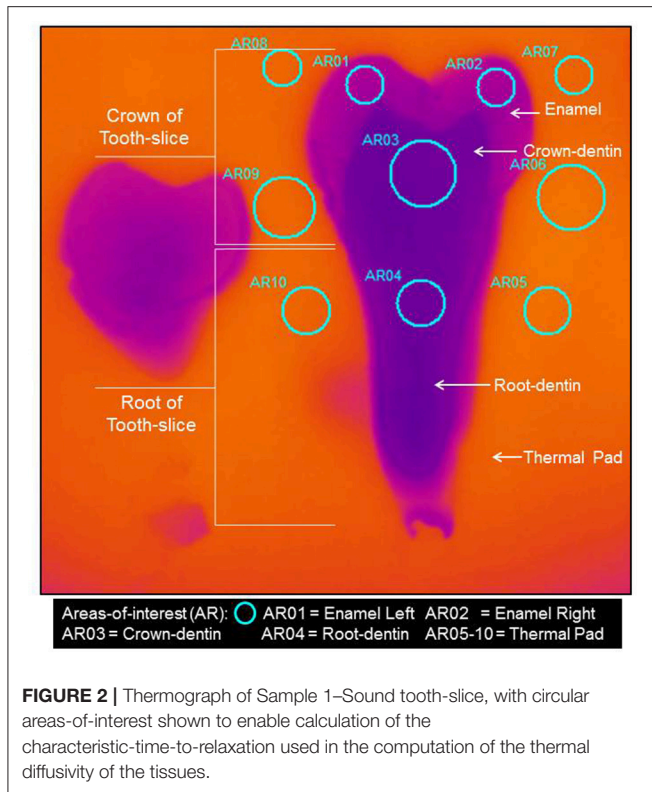 AR08
AR01
AR02
AR07
Enamel
Crown of
Tooth-slice
AR03
Crown-dentin
AR09
AR06
AR10
AR04
AR05
Root-dentin
Root of
Tooth-slice
Thermal Pad
Areas-of-interest (AR): AR01 = Enamel Left AR02 = Enamel Right
AR03 = Crown-dentin AR04 = Root-dentin AR05-10 = Thermal Pad
FIGURE 2 | Thermograph of Sample 1–Sound tooth-slice, with circular
areas-of-interest shown to enable calculation of the
characteristic-time-to-relaxation used in the computation of the thermal
diffusivity of the tissues.